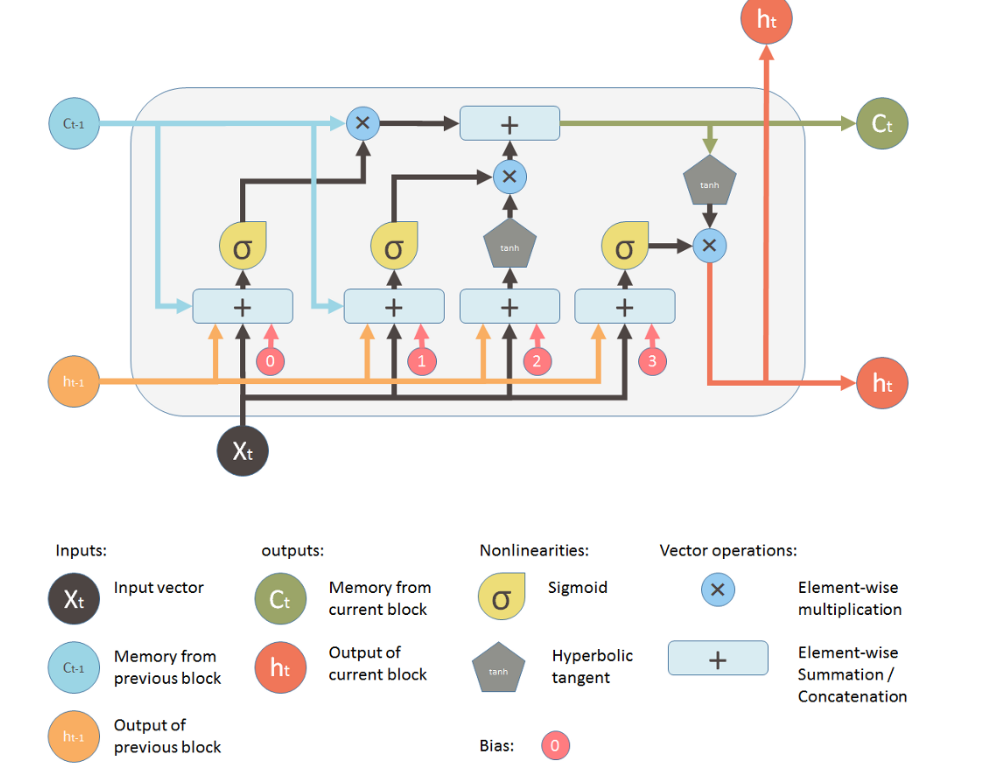 ht
Ct-1
×
+
Ct
×
tanh
σ
σ
tanh
σ
×
+
+
+
+
0
1
2
3
ht-1
ht
Xt
Inputs:
outputs:
Nonlinearities:
Vector operations:
Xt
Input vector
Ct
Memory from
current block
σ
Sigmoid
×
Element-wise
multiplication
Ct-1
Memory from
previous block
ht
Output of
current block
tanh
Hyperbolic
tangent
+
Element-wise
Summation /
Concatenation
ht-1
Output of
previous block
Bias:
0